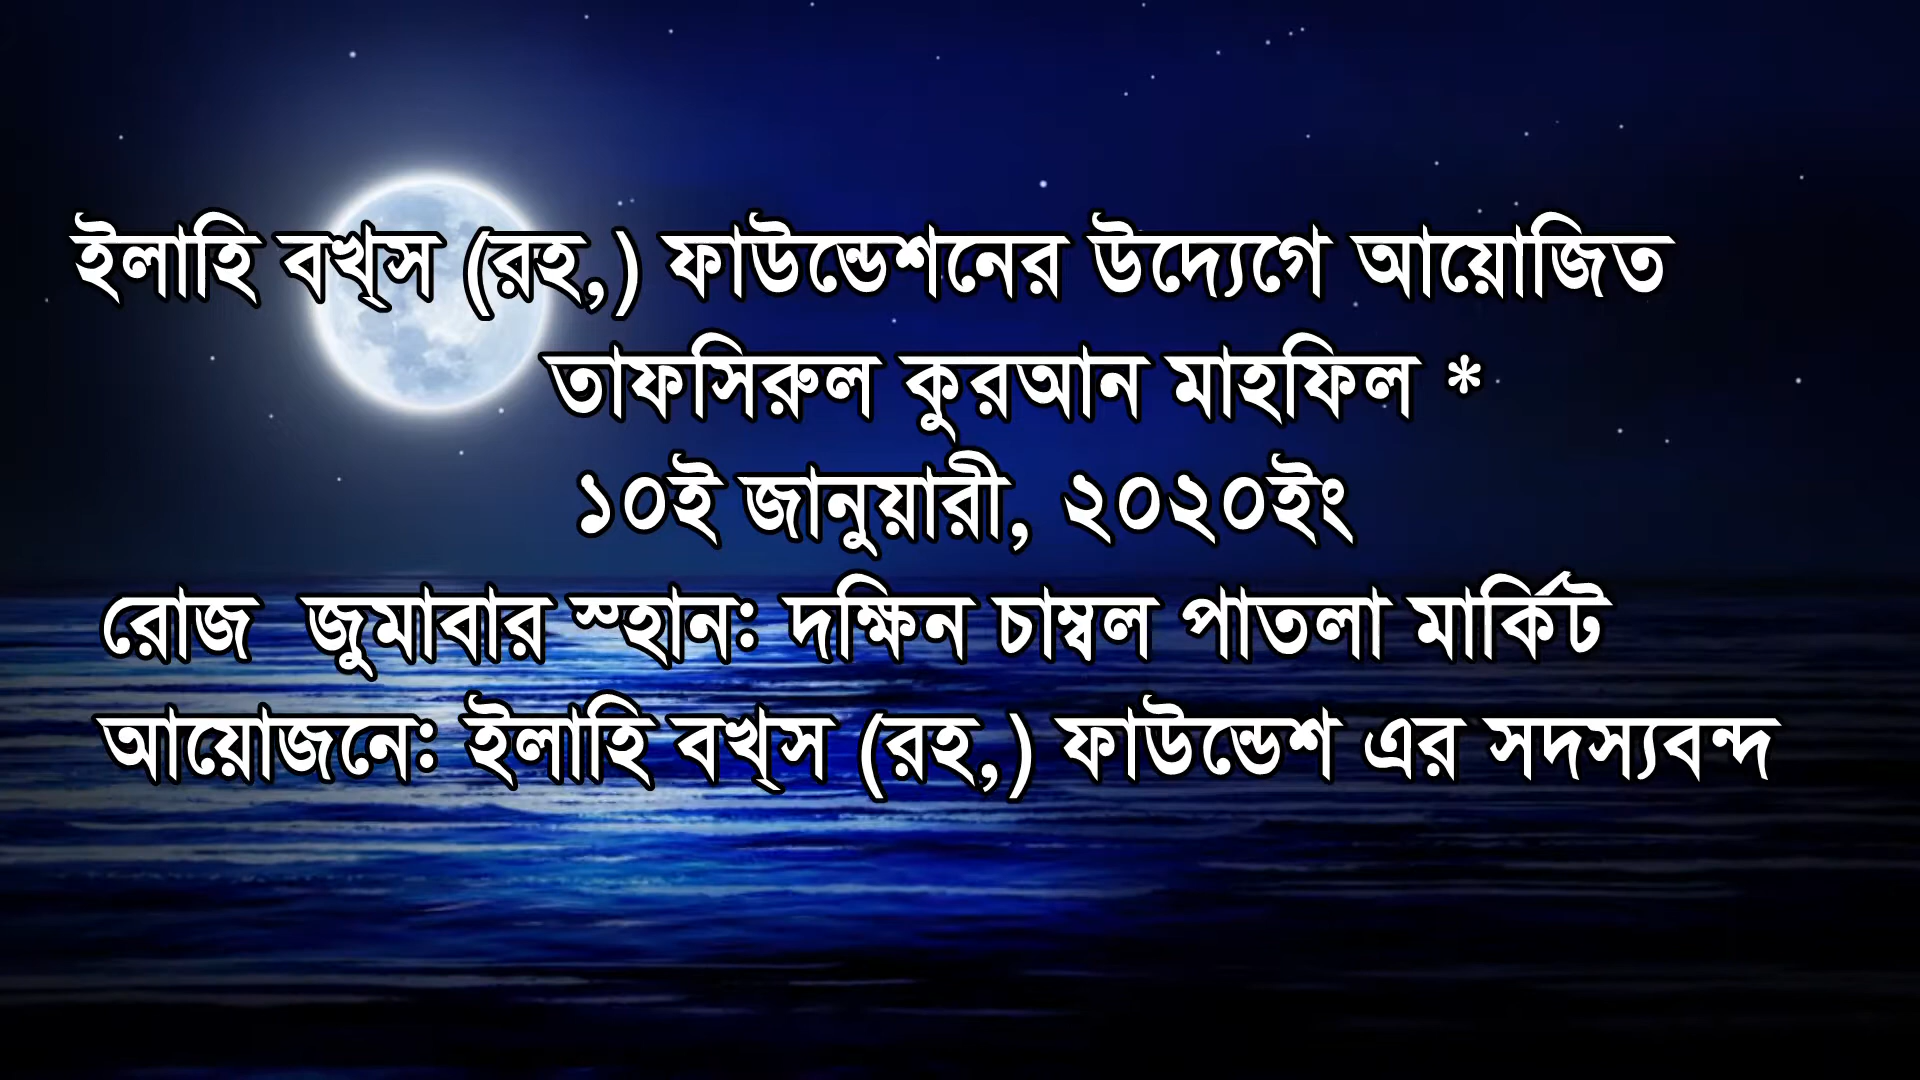 ইলাহি বখ্স (রহ,) ফাউন্ডেশনের উদ্যেগে আয়োজিত
তাফসিরুল কুরআন মাহফিল *
১০ই জানুয়ারী, ২০২০ইং
রোজ জুমাবার স্হানঃ দক্ষিন চাম্বল পাতলা মার্কিট
আয়োজনেঃ ইলাহি বখ্স (রহ,) ফাউন্ডেশ এর সদস্যবন্দ